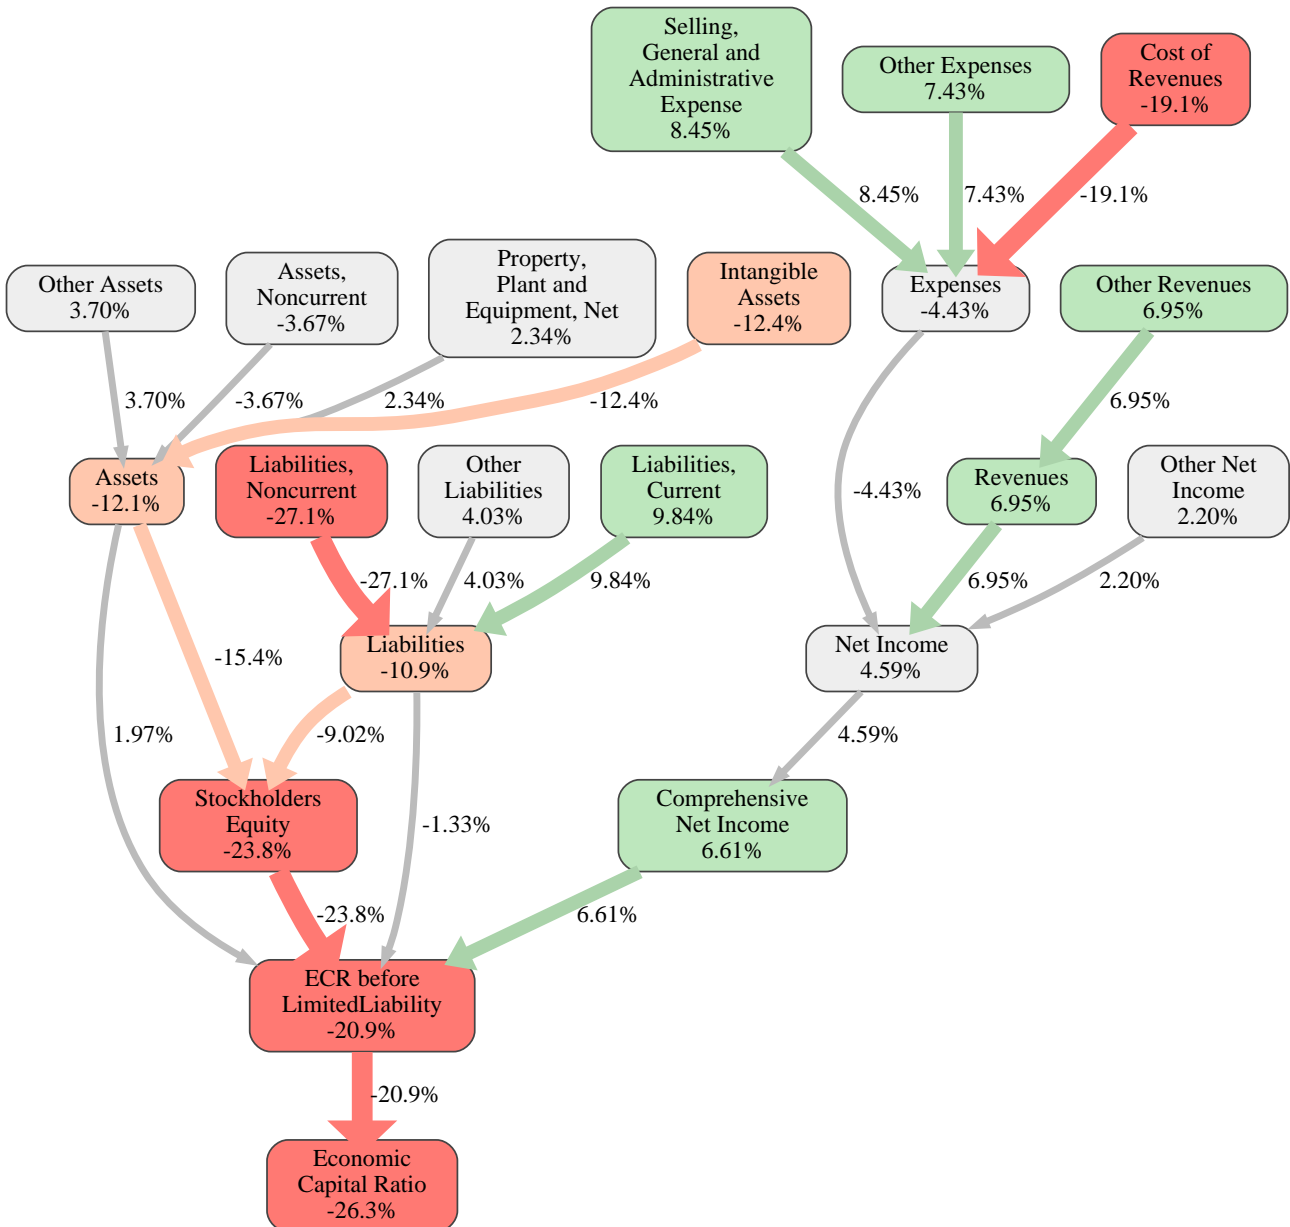 Selling,
General and
Administrative
Expense
8.45%
Other Expenses
7.43%
Cost of
Revenues
-19.1%
8.45%
7.43%
-19.1%
Other Assets
3.70%
Assets,
Noncurrent
-3.67%
Property,
Plant and
Equipment, Net
2.34%
Intangible
Assets
-12.4%
Expenses
-4.43%
Other Revenues
6.95%
3.70%
-3.67%
2.34%
-12.4%
6.95%
Assets
-12.1%
Liabilities,
Noncurrent
-27.1%
Other
Liabilities
4.03%
Liabilities,
Current
9.84%
-4.43%
Revenues
6.95%
Other Net
Income
2.20%
-27.1%
4.03%
9.84%
6.95%
2.20%
-15.4%
Liabilities
-10.9%
Net Income
4.59%
1.97%
-9.02%
4.59%
Stockholders
Equity
-23.8%
-1.33%
Comprehensive
Net Income
6.61%
-23.8%
6.61%
ECR before
LimitedLiability
-20.9%
-20.9%
Economic
Capital Ratio
-26.3%